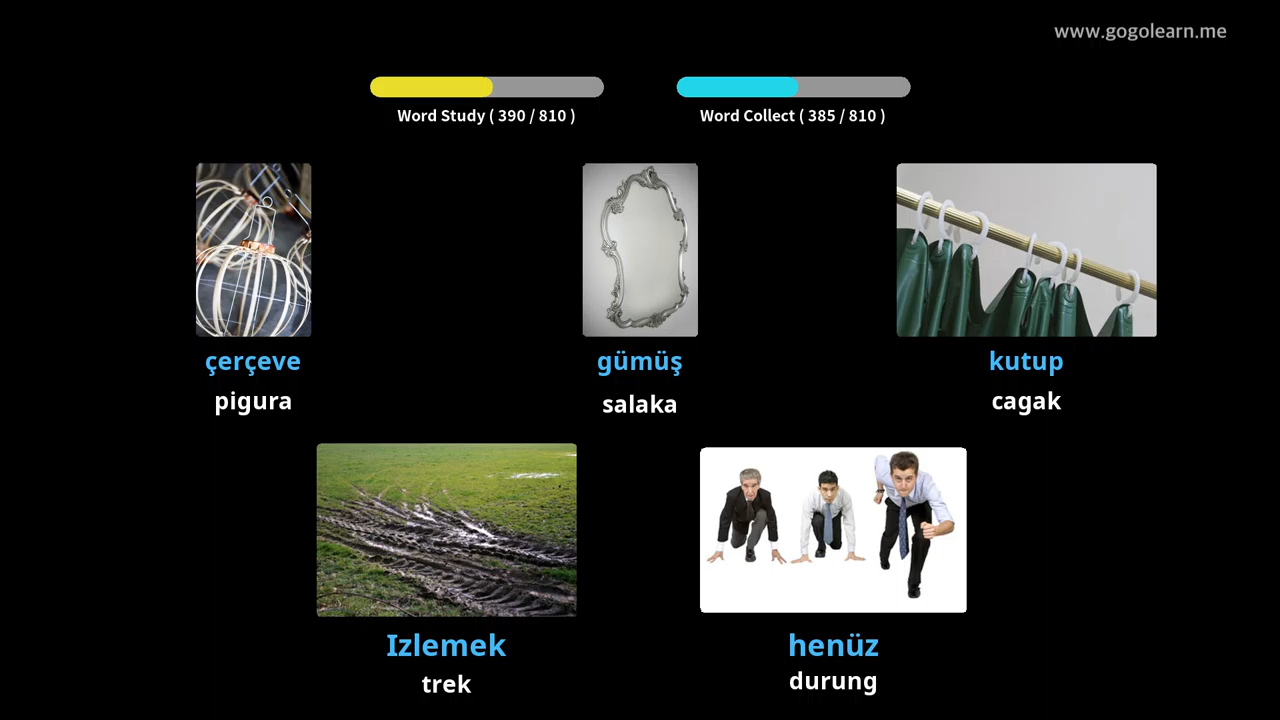 www.gogolearn.me
Word Study ( 390 / 810 )
Word Collect ( 385 / 810 )
çerçeve
pigura
gümüş
salaka
kutup
cagak
Izlemek
trek
henüz
durung